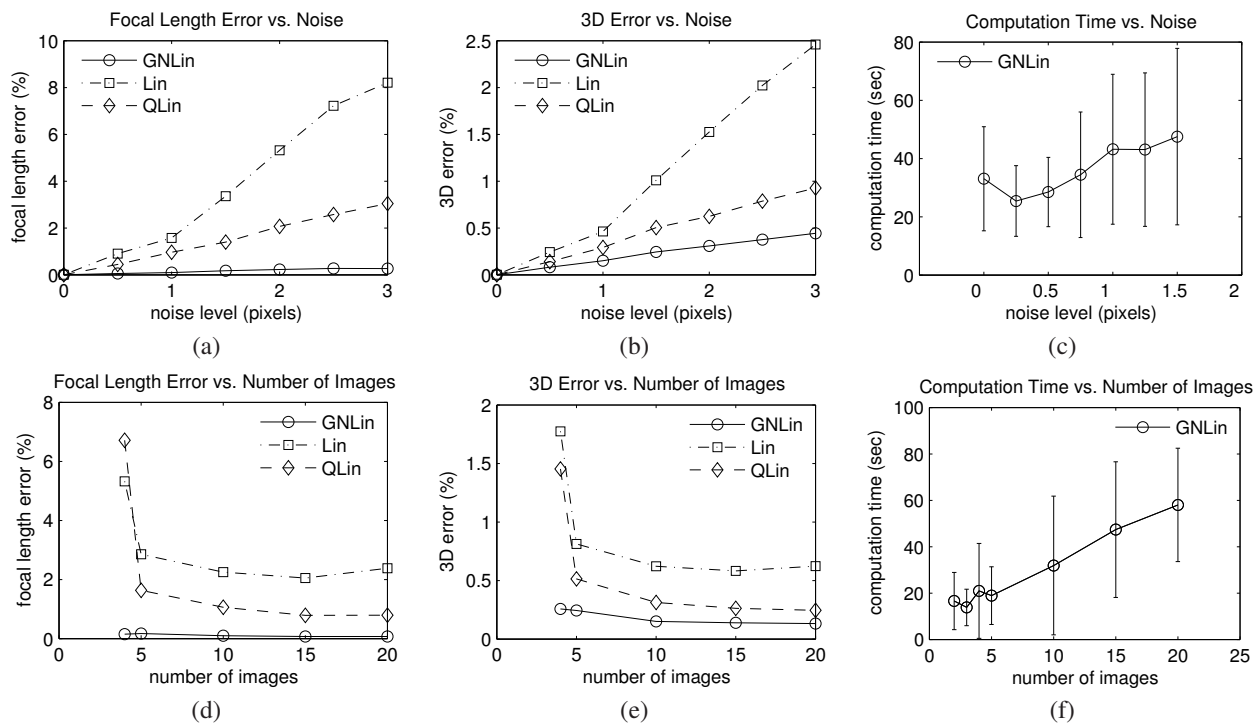 Focal Length Error vs. Noise
10
8
6
4
2
0
0 1 2 3
focal length error (%)
noise level (pixels)
GNLin
Lin
QLin
(a)
3D Error vs. Noise
2.5
2
1.5
1
0.5
0
0 1 2 3
3D error (%)
noise level (pixels)
GNLin
Lin
QLin
(b)
Computation Time vs. Noise
80
60
40
20
0
0 0.5 1 1.5 2
computation time (sec)
noise level (pixels)
GNLin
(c)
Focal Length Error vs. Number of Images
8
6
4
2
0
0 5 10 15 20
focal length error (%)
number of images
GNLin
Lin
QLin
(d)
3D Error vs. Number of Images
2
1.5
1
0.5
0
0 5 10 15 20
3D error (%)
number of images
GNLin
Lin
QLin
(e)
Computation Time vs. Number of Images
100
80
60
40
20
0
0 5 10 15 20 25
computation time (sec)
number of images
GNLin
(f)